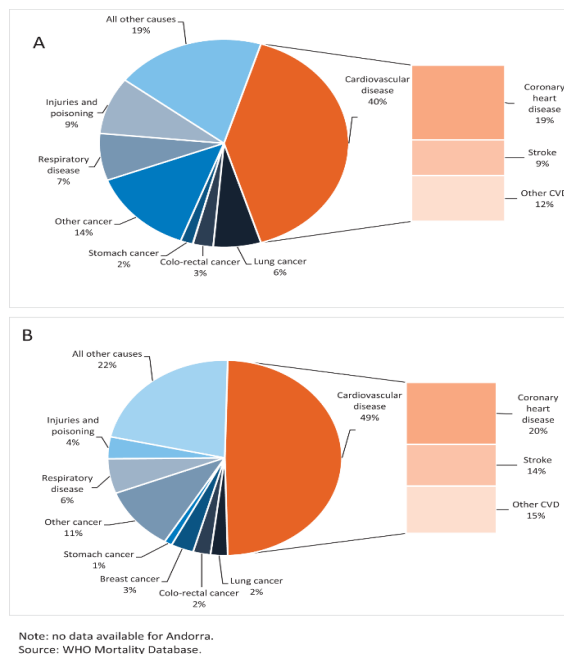 A
All other causes
19%
Cardiovascular
disease
40%
Coronary
heart
disease
19%
Stroke
9%
Other CVD
12%
Injuries and
poisoning
9%
Respiratory
disease
7%
Other cancer
14%
Stomach cancer
2%
Colo-rectal cancer
3%
Lung cancer
6%
B
All other causes
22%
Cardiovascular
disease
49%
Coronary
heart
disease
20%
Stroke
14%
Other CVD
15%
Injuries and
poisoning
4%
Respiratory
disease
6%
Other cancer
11%
Stomach cancer
1%
Breast cancer
3%
Colo-rectal cancer
2%
Lung cancer
2%
Note: no data available for Andorra.
Source: WHO Mortality Database.